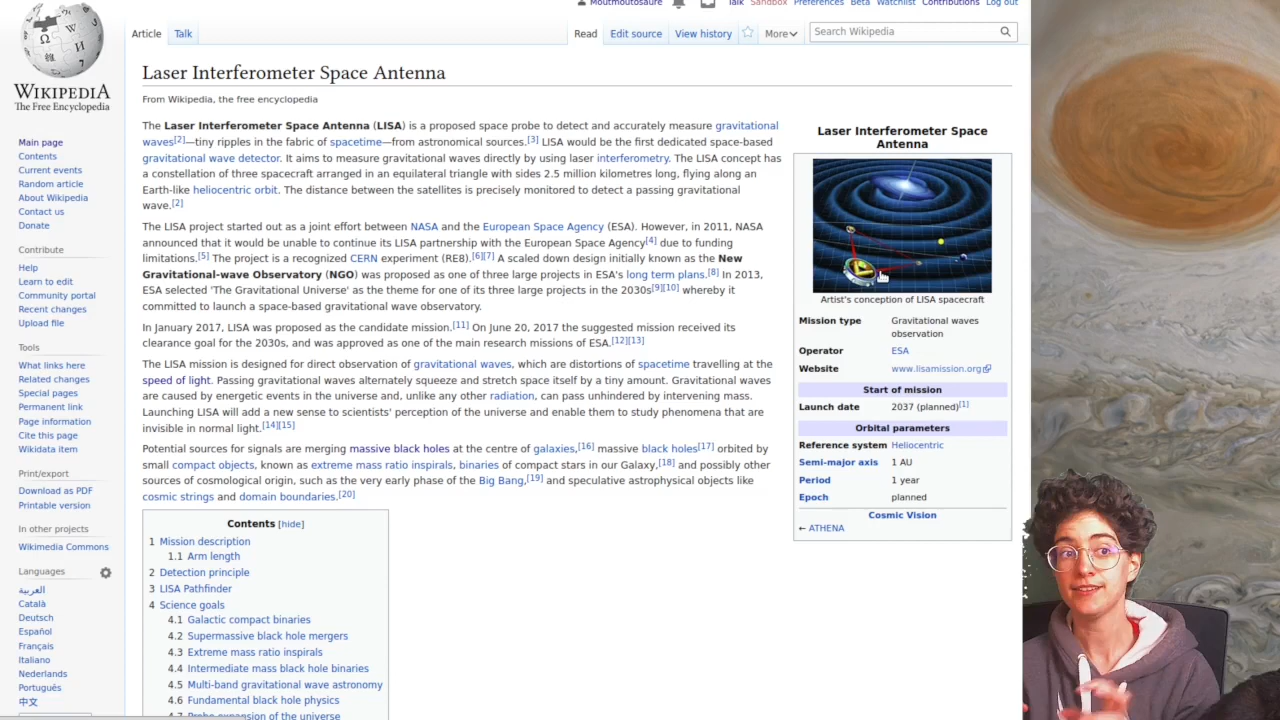 Moutmoutosaure Talk Sandbox Preferences Beta Watchlist Contributions Log out
Article Talk Read Edit source View history More Search Wikipedia
WIKIPEDIA
The Free Encyclopedia
Main page
Contents
Current events
Random article
About Wikipedia
Contact us
Donate
Contribute
Help
Learn to edit
Community portal
Recent changes
Upload file
Tools
What links here
Related changes
Special pages
Permanent link
Page information
Cite this page
Wikidata item
Print/export
Download as PDF
Printable version
In other projects
Wikimedia Commons
Languages
العربية
Català
Deutsch
Español
Français
Italiano
Nederlands
Português
中文
Laser Interferometer Space Antenna
From Wikipedia, the free encyclopedia
The Laser Interferometer Space Antenna (LISA) is a proposed space probe to detect and accurately measure gravitational
waves[2]—tiny ripples in the fabric of spacetime—from astronomical sources.[3] LISA would be the first dedicated space-based
gravitational wave detector. It aims to measure gravitational waves directly by using laser interferometry. The LISA concept has
a constellation of three spacecraft arranged in an equilateral triangle with sides 2.5 million kilometres long, flying along an
Earth-like heliocentric orbit. The distance between the satellites is precisely monitored to detect a passing gravitational
wave.[2]
The LISA project started out as a joint effort between NASA and the European Space Agency (ESA). However, in 2011, NASA
announced that it would be unable to continue its LISA partnership with the European Space Agency[4] due to funding
limitations.[5] The project is a recognized CERN experiment (RE8).[6][7] A scaled down design initially known as the New
Gravitational-wave Observatory (NGO) was proposed as one of three large projects in ESA's long term plans.[8] In 2013,
ESA selected 'The Gravitational Universe' as the theme for one of its three large projects in the 2030s[9][10] whereby it
committed to launch a space-based gravitational wave observatory.
In January 2017, LISA was proposed as the candidate mission.[11] On June 20, 2017 the suggested mission received its
clearance goal for the 2030s, and was approved as one of the main research missions of ESA.[12][13]
The LISA mission is designed for direct observation of gravitational waves, which are distortions of spacetime travelling at the
speed of light. Passing gravitational waves alternately squeeze and stretch space itself by a tiny amount. Gravitational waves
are caused by energetic events in the universe and, unlike any other radiation, can pass unhindered by intervening mass.
Launching LISA will add a new sense to scientists' perception of the universe and enable them to study phenomena that are
invisible in normal light.[14][15]
Potential sources for signals are merging massive black holes at the centre of galaxies,[16] massive black holes[17] orbited by
small compact objects, known as extreme mass ratio inspirals, binaries of compact stars in our Galaxy,[18] and possibly other
sources of cosmological origin, such as the very early phase of the Big Bang,[19] and speculative astrophysical objects like
cosmic strings and domain boundaries.[20]
Contents [hide]
1 Mission description
1.1 Arm length
2 Detection principle
3 LISA Pathfinder
4 Science goals
4.1 Galactic compact binaries
4.2 Supermassive black hole mergers
4.3 Extreme mass ratio inspirals
4.4 Intermediate mass black hole binaries
4.5 Multi-band gravitational wave astronomy
4.6 Fundamental black hole physics
4.7 Probe expansion of the universe
Laser Interferometer Space
Antenna
Artist's conception of LISA spacecraft
Mission type Gravitational waves
observation
Operator ESA
Website www.lisamission.org
Start of mission
Launch date 2037 (planned)[1]
Orbital parameters
Reference system Heliocentric
Semi-major axis 1 AU
Period 1 year
Epoch planned
Cosmic Vision
← ATHENA